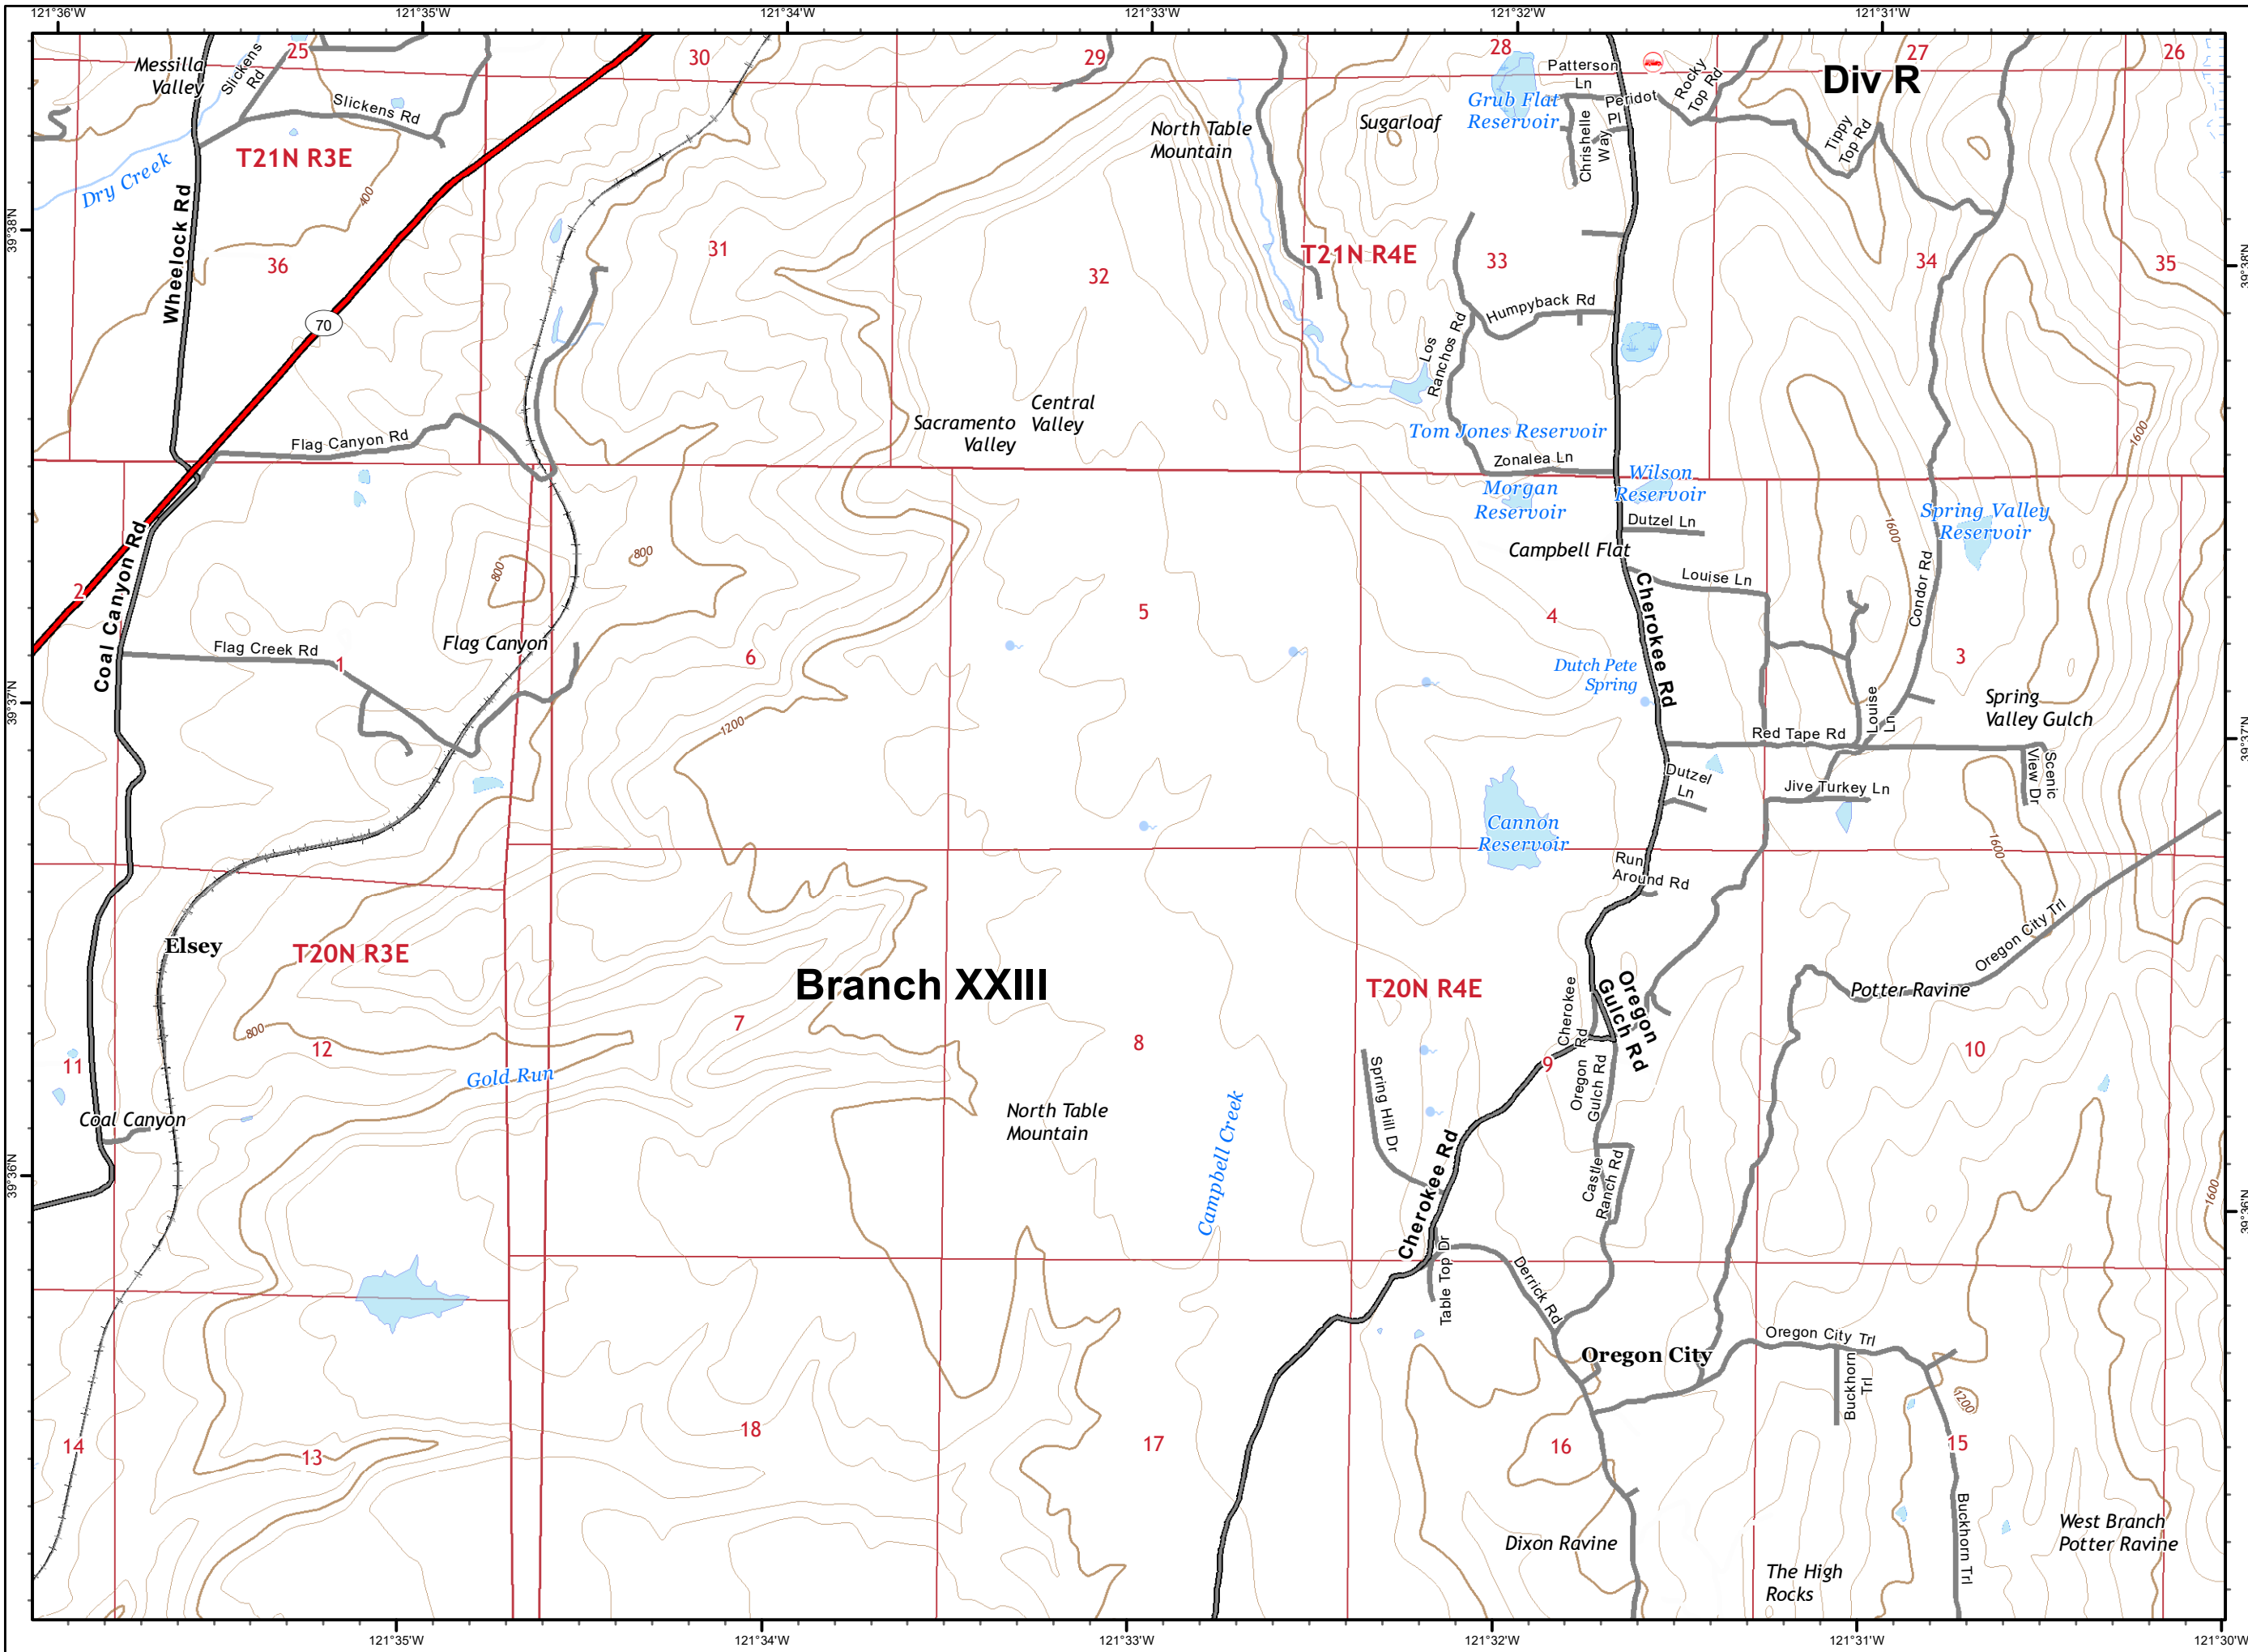 121°36'W
121°35'W
121°34'W
121°33'W
121°32'W
121°31'W
Messilla
Valley
Slickens
Rd
25
30
29
28
27
26
Div R
Patterson
Ln
Rocky
Top Rd
Slickens Rd
Grub Flat
Reservoir
Peridot
Pl
Chrishelle
Way
Tippy
Top Rd
North Table
Mountain
Sugarloaf
T21N R3E
Dry Creek
400
Wheelock Rd
39°38'N
39°38'N
36
31
32
T21N R4E
33
34
35
70
Humpyback Rd
Los
Ranchos Rd
Central
Valley
Sacramento
Valley
Flag Canyon Rd
Tom Jones Reservoir
1600
Zonalea Ln
Wilson
Reservoir
Morgan
Reservoir
Spring Valley
Reservoir
1600
Dutzel Ln
Campbell Flat
800
800
Coal Canyon Rd
2
Louise Ln
Condor Rd
Cherokee Rd
5
4
3
Flag Creek Rd
1
Flag Canyon
6
Dutch Pete
Spring
Spring
Valley Gulch
39°37'N
39°37'N
1200
Louise
Ln
Red Tape Rd
Scenic
View Dr
Dutzel
Ln
Jive Turkey Ln
Cannon
Reservoir
1600
Run
Around Rd
Elsey
T20N R3E
Oregon City Trl
Branch XXIII
T20N R4E
Potter Ravine
Oregon
Gulch Rd
Cherokee
Rd
800
12
7
8
9
10
11
Gold Run
Oregon
Gulch Rd
Spring Hill Dr
Coal Canyon
North Table
Mountain
Campbell Creek
Cherokee Rd
Castle
Ranch Rd
39°36'N
39°36'N
1600
Table Top Dr
Derrick Rd
Oregon City Trl
Oregon City
Buckhorn
Trl
1200
14
13
18
17
16
15
Buckhorn Trl
Dixon Ravine
The High
Rocks
West Branch
Potter Ravine
121°35'W
121°34'W
121°33'W
121°32'W
121°31'W
121°30'W